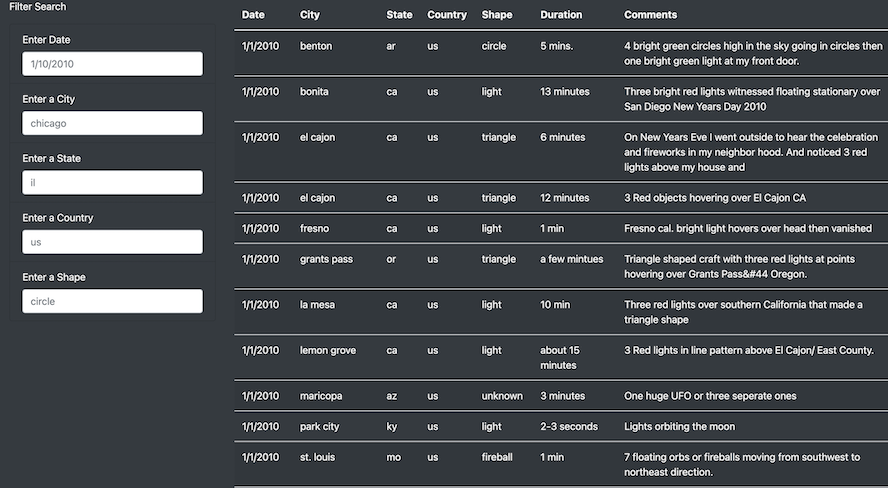 Filter Search
Enter Date
1/10/2010
Enter a City
chicago
Enter a State
il
Enter a Country
us
Enter a Shape
circle
Date City State Country Shape Duration Comments
1/1/2010 benton ar us circle 5 mins. 4 bright green circles high in the sky going in circles then
one bright green light at my front door.
1/1/2010 bonita ca us light 13 minutes Three bright red lights witnessed floating stationary over
San Diego New Years Day 2010
1/1/2010 el cajon ca us triangle 6 minutes On New Years Eve I went outside to hear the celebration
and fireworks in my neighbor hood. And noticed 3 red
lights above my house and
1/1/2010 el cajon ca us triangle 12 minutes 3 Red objects hovering over El Cajon CA
1/1/2010 fresno ca us light 1 min Fresno cal. bright light hovers over head then vanished
1/1/2010 grants pass or us triangle a few mintues Triangle shaped craft with three red lights at points
hovering over Grants Pass&#44 Oregon.
1/1/2010 la mesa ca us light 10 min Three red lights over southern California that made a
triangle shape
1/1/2010 lemon grove ca us light about 15 3 Red lights in line pattern above El Cajon/ East County.
minutes
1/1/2010 maricopa az us unknown 3 minutes One huge UFO or three seperate ones
1/1/2010 park city ky us light 2-3 seconds Lights orbiting the moon
1/1/2010 st. louis mo us fireball 1 min 7 floating orbs or fireballs moving from southwest to
northeast direction.